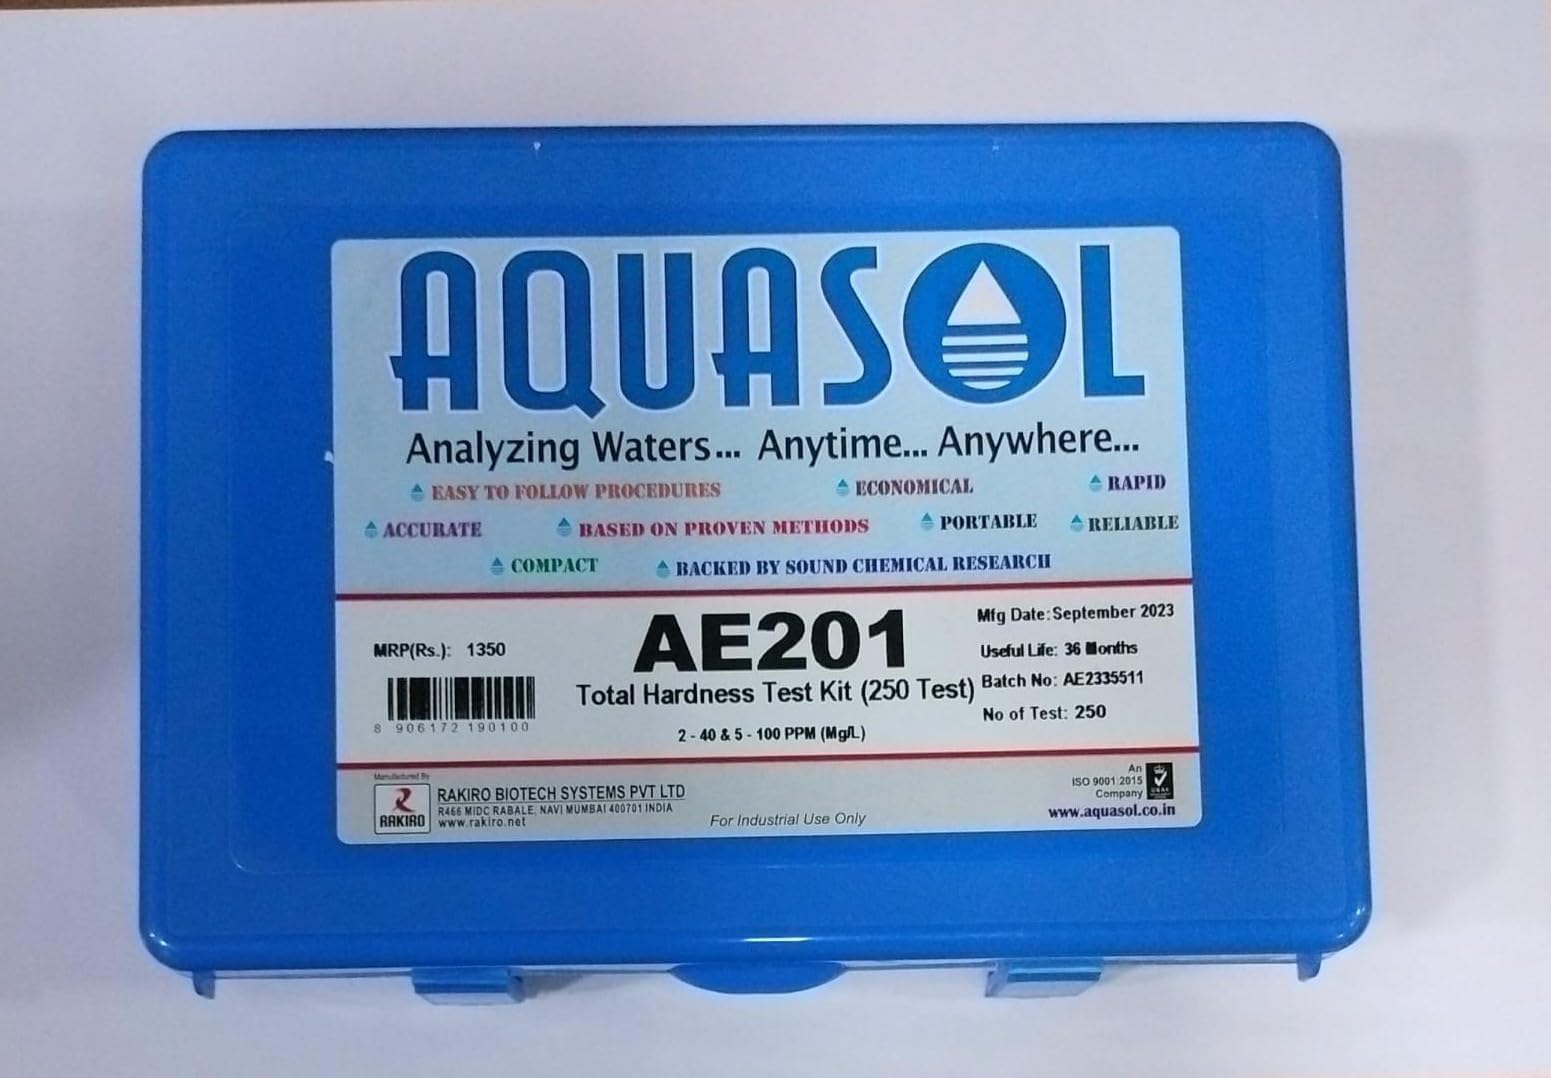 AQUASOL
Analyzing Waters... Anytime... Anywhere...
EASY TO FOLLOW PROCEDURES ECONOMICAL RAPID
ACCURATE BASED ON PROVEN METHODS PORTABLE RELIABLE
COMPACT BACKED BY SOUND CHEMICAL RESEARCH
MRP(Rs.): 1350
8 906172 190100
AE201
Total Hardness Test Kit (250 Test)
2 - 40 & 5 - 100 PPM (Mg/L)
Mfg Date: September 2023
Useful Life: 36 Months
Batch No: AE2335511
No of Test: 250
Manufactured By
RAKIRO
RAKIRO BIOTECH SYSTEMS PVT LTD
R466 MIDC RABALE, NAVI MUMBAI 400701 INDIA
www.rakiro.net
For Industrial Use Only
An
ISO 9001:2015
Company
www.aquasol.co.in